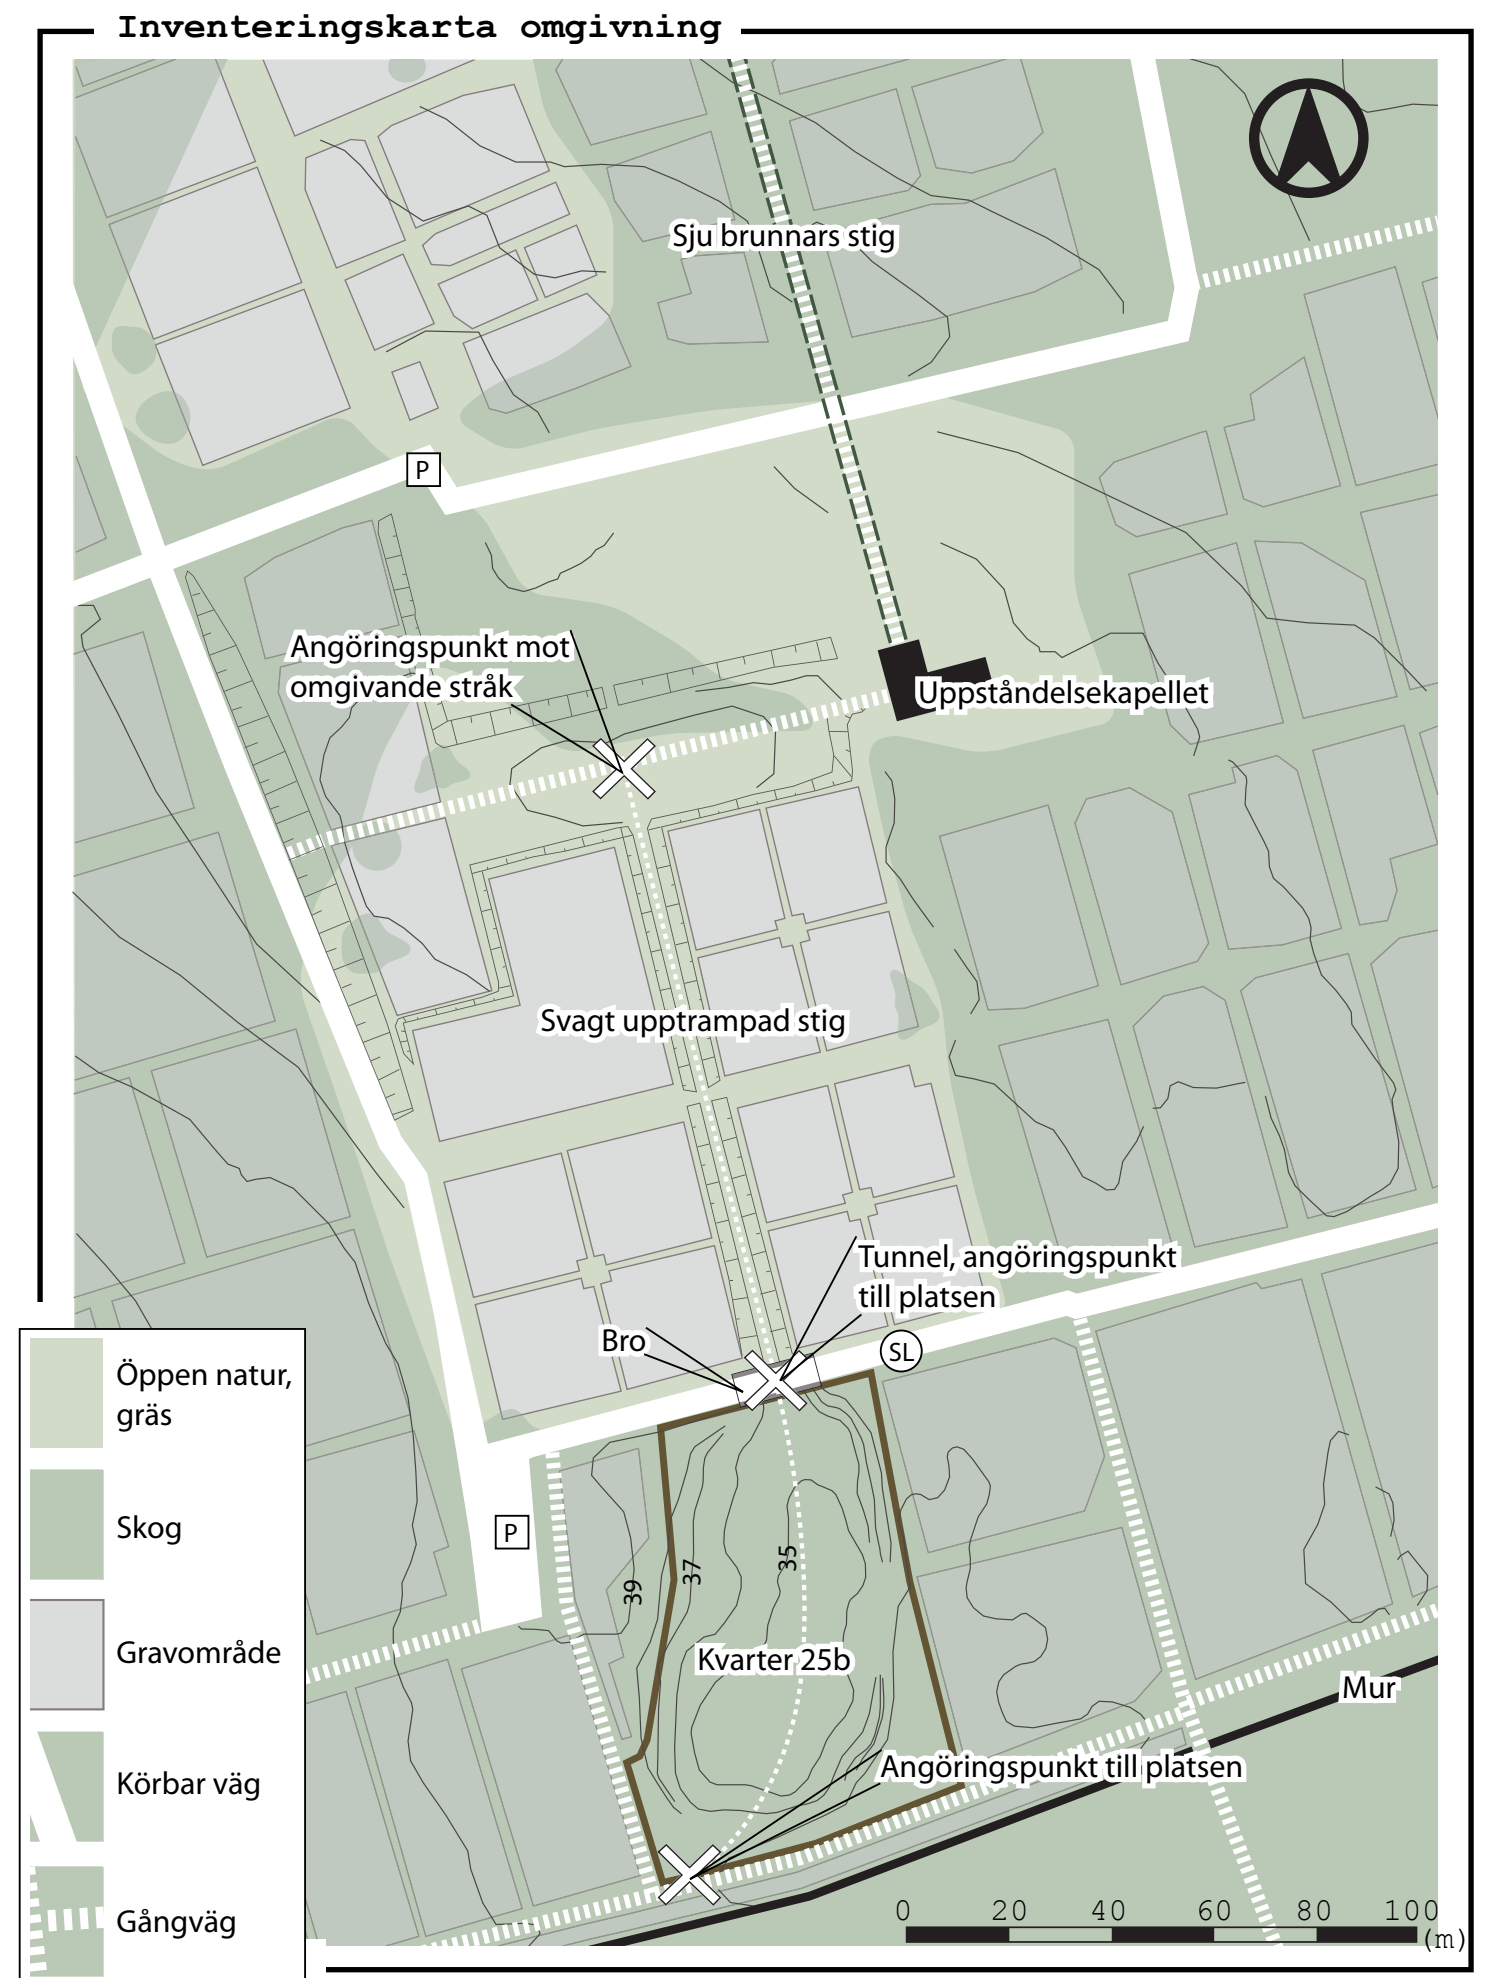 Inventeringskarta omgivning
Sju brunnars stig
P
Angöringspunkt mot
omgivande stråk
Uppståndelsekapellet
Svagt upptrampad stig
Tunnel, angöringspunkt
till platsen
Bro
SL
Öppen natur,
gräs
Skog
P
39
37
35
Gravområde
Kvarter 25b
Mur
Angöringspunkt till platsen
Körbar väg
Gångväg
0 20 40 60 80 100
(m)